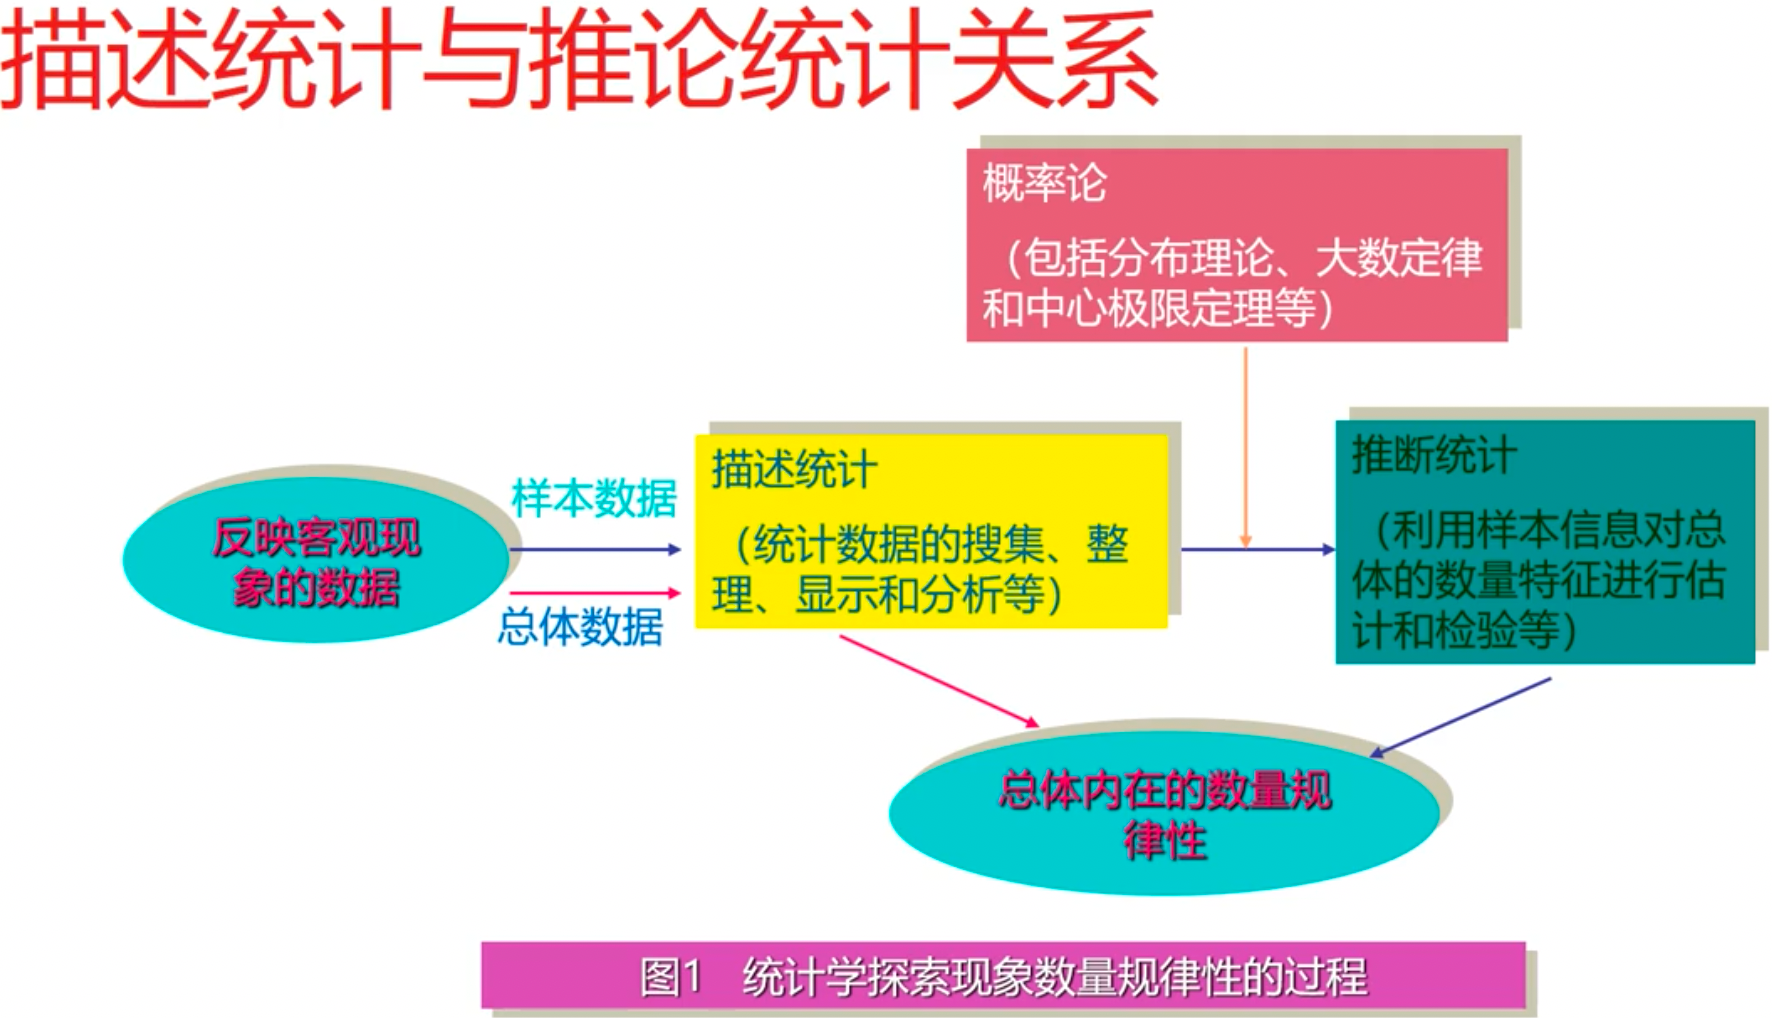 描述统计与推论统计关系
概率论
（包括分布理论、大数定律
和中心极限定理等）
反映客观现
象的数据
样本数据
总体数据
描述统计
（统计数据的搜集、整
理、显示和分析等）
推断统计
（利用样本信息对总
体的数量特征进行估
计和检验等）
总体内在的数量规
律性
图1 统计学探索现象数量规律性的过程